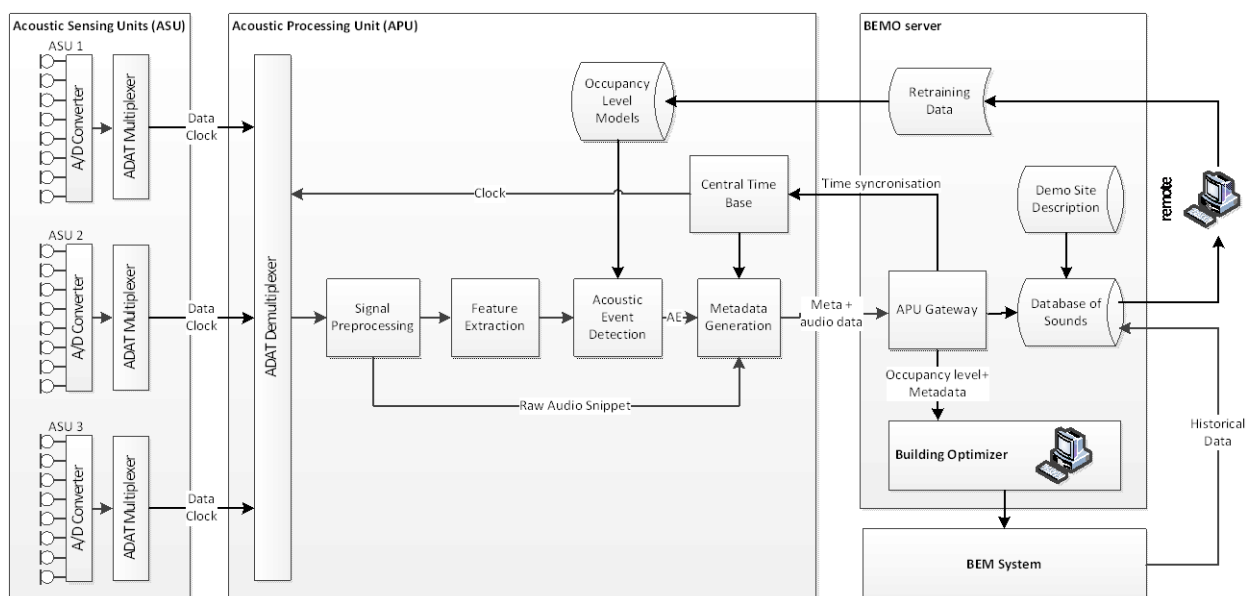 Acoustic Sensing Units (ASU)
ASU 1
A/D Converter
ADAT Multiplexer
Data
Clock
ASU 2
A/D Converter
ADAT Multiplexer
Data
Clock
ASU 3
A/D Converter
ADAT Multiplexer
Data
Clock
Acoustic Processing Unit (APU)
ADAT Demultiplexer
Occupancy
Level
Models
Clock
Central Time
Base
Signal
Preprocessing
Feature
Extraction
Acoustic
Event
Detection
AE
Metadata
Generation
Raw Audio Snippet
Meta +
audio data
Time syncronisation
BEMO server
Retraining
Data
Demo Site
Description
APU Gateway
Database of
Sounds
Occupancy level+
Metadata
Building Optimizer
BEM System
remote
Historical
Data